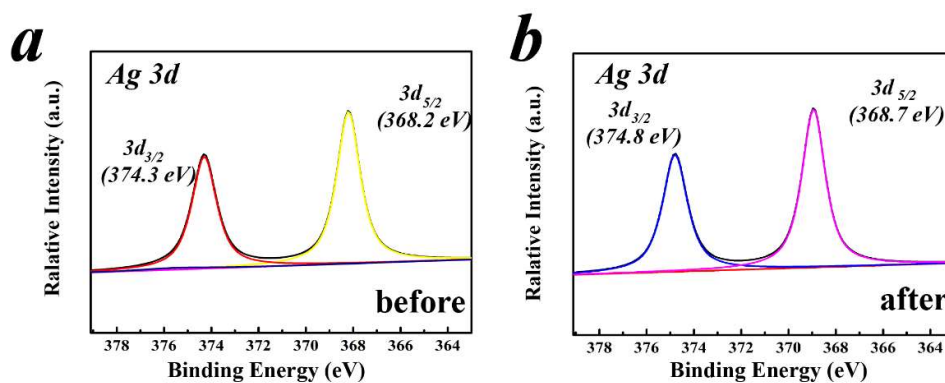 a
Ag 3d
3d5/2
(368.2 eV)
3d3/2
(374.3 eV)
before
Ralative Intensity (a.u.)
378 376 374 372 370 368 366 364
Binding Energy (eV)
b
Ag 3d
3d3/2
(374.8 eV)
3d5/2
(368.7 eV)
after
Ralative Intensity (a.u.)
378 376 374 372 370 368 366 364
Binding Energy (eV)